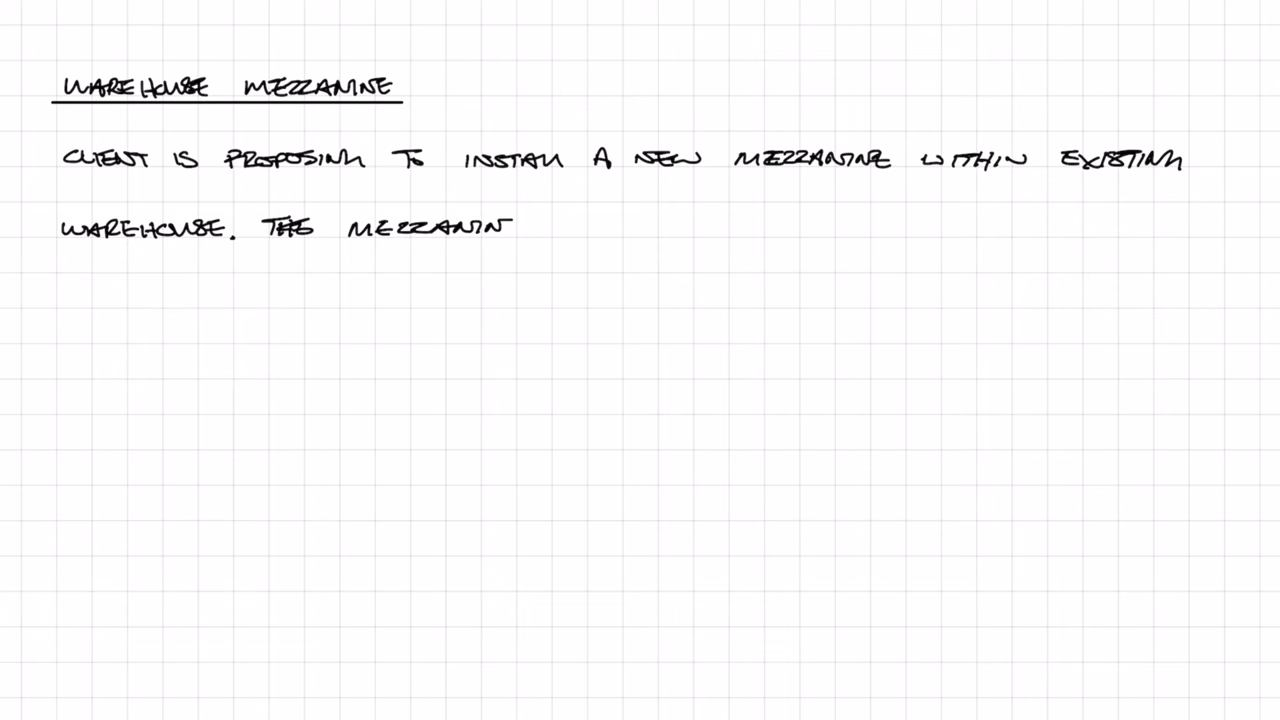 WAREHOUSE MEZZANINE
CLIENT IS PROPOSING TO INSTALL A NEW MEZZANINE WITHIN EXISTING
WAREHOUSE. THE MEZZANIN